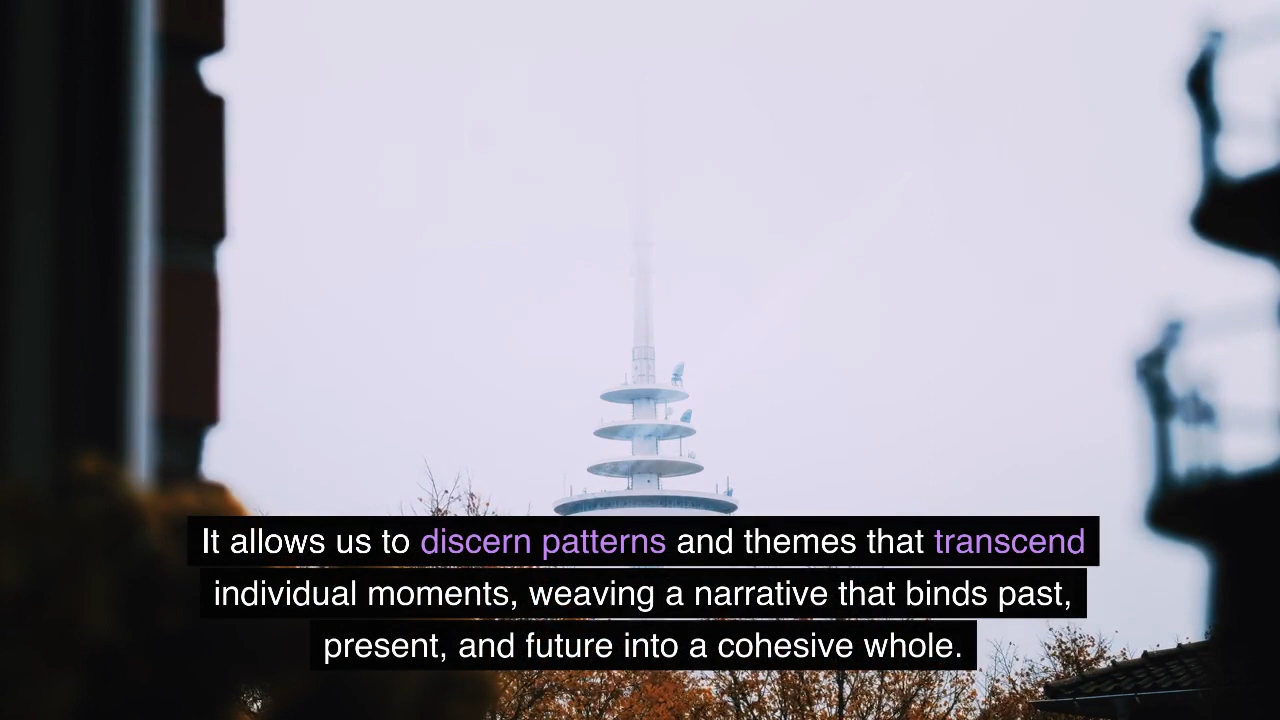 It allows us to discern patterns and themes that transcend
individual moments, weaving a narrative that binds past,
present, and future into a cohesive whole.